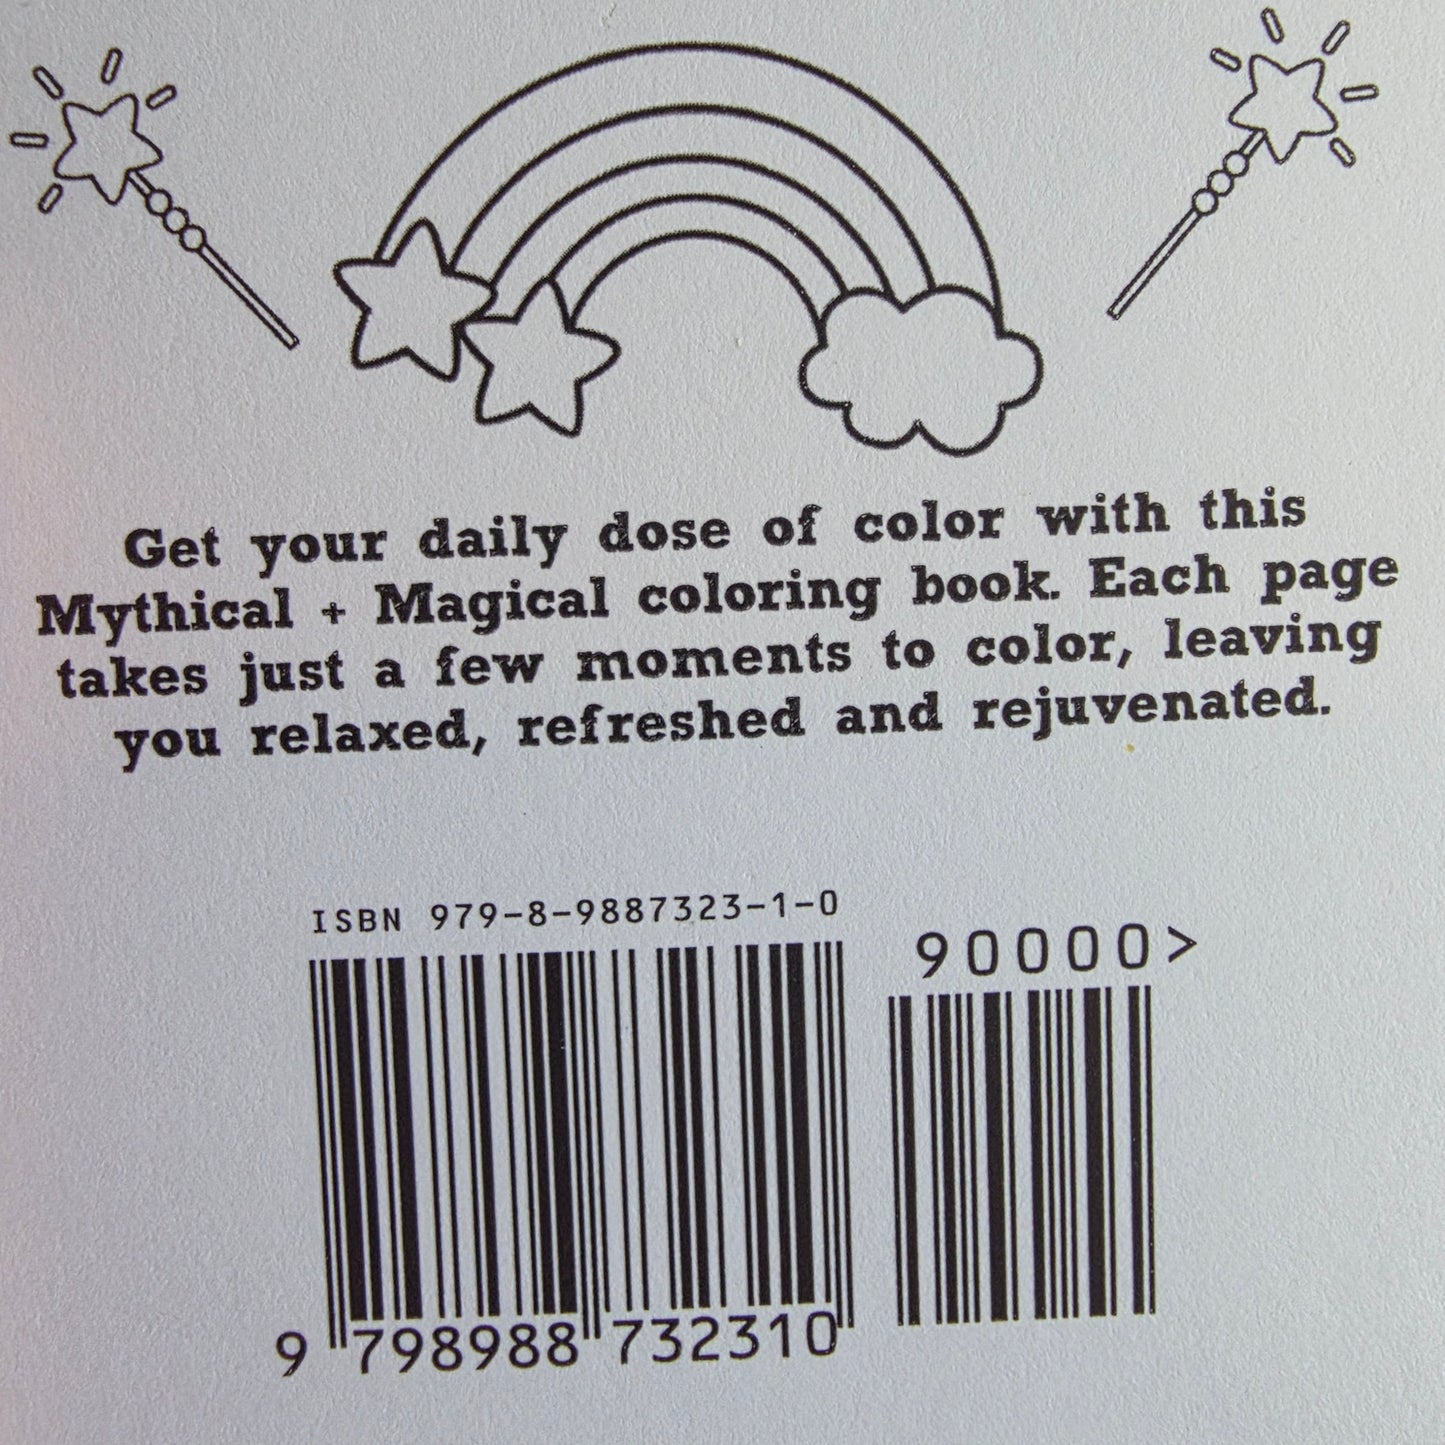 Get your daily dose of color with this
Mythical + Magical coloring book. Each page
takes just a few moments to color, leaving
you relaxed, refreshed and rejuvenated.
ISBN 979-8-9887323-1-0
90000>
9 798988 732310